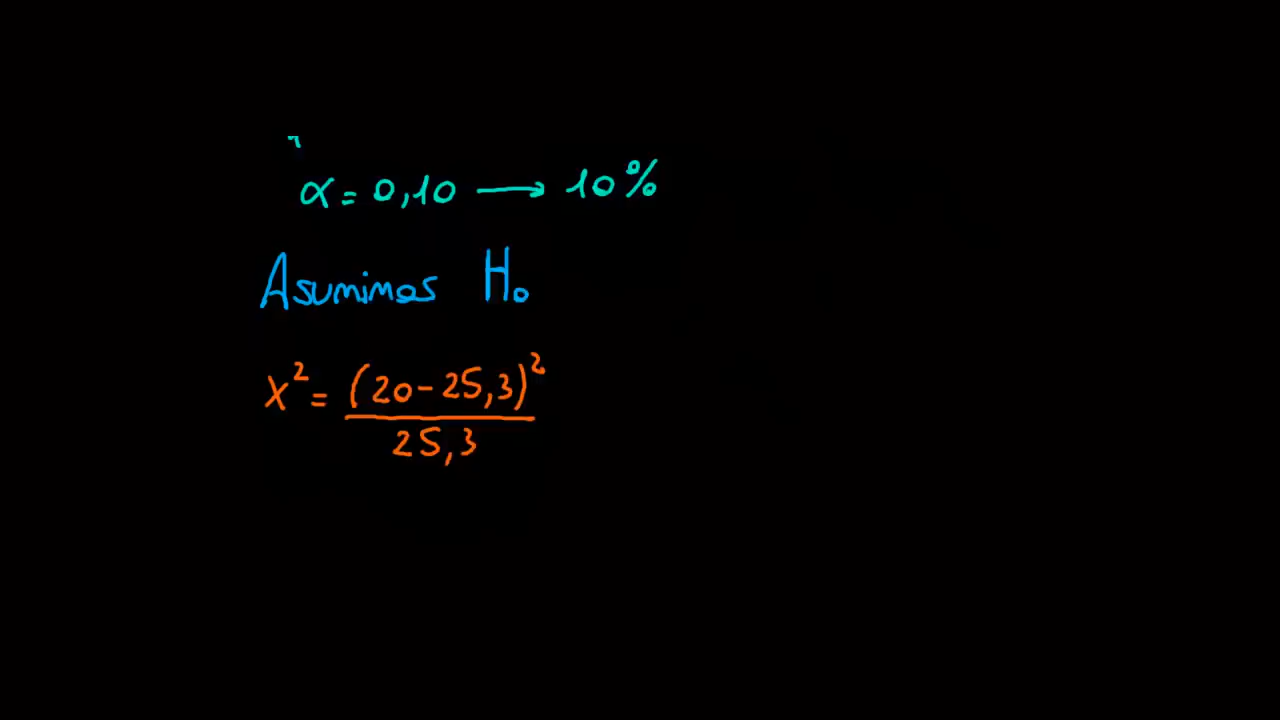 α = 0,10 → 10%
Asumimos H₀
X² = (20 - 25,3)²
25,3